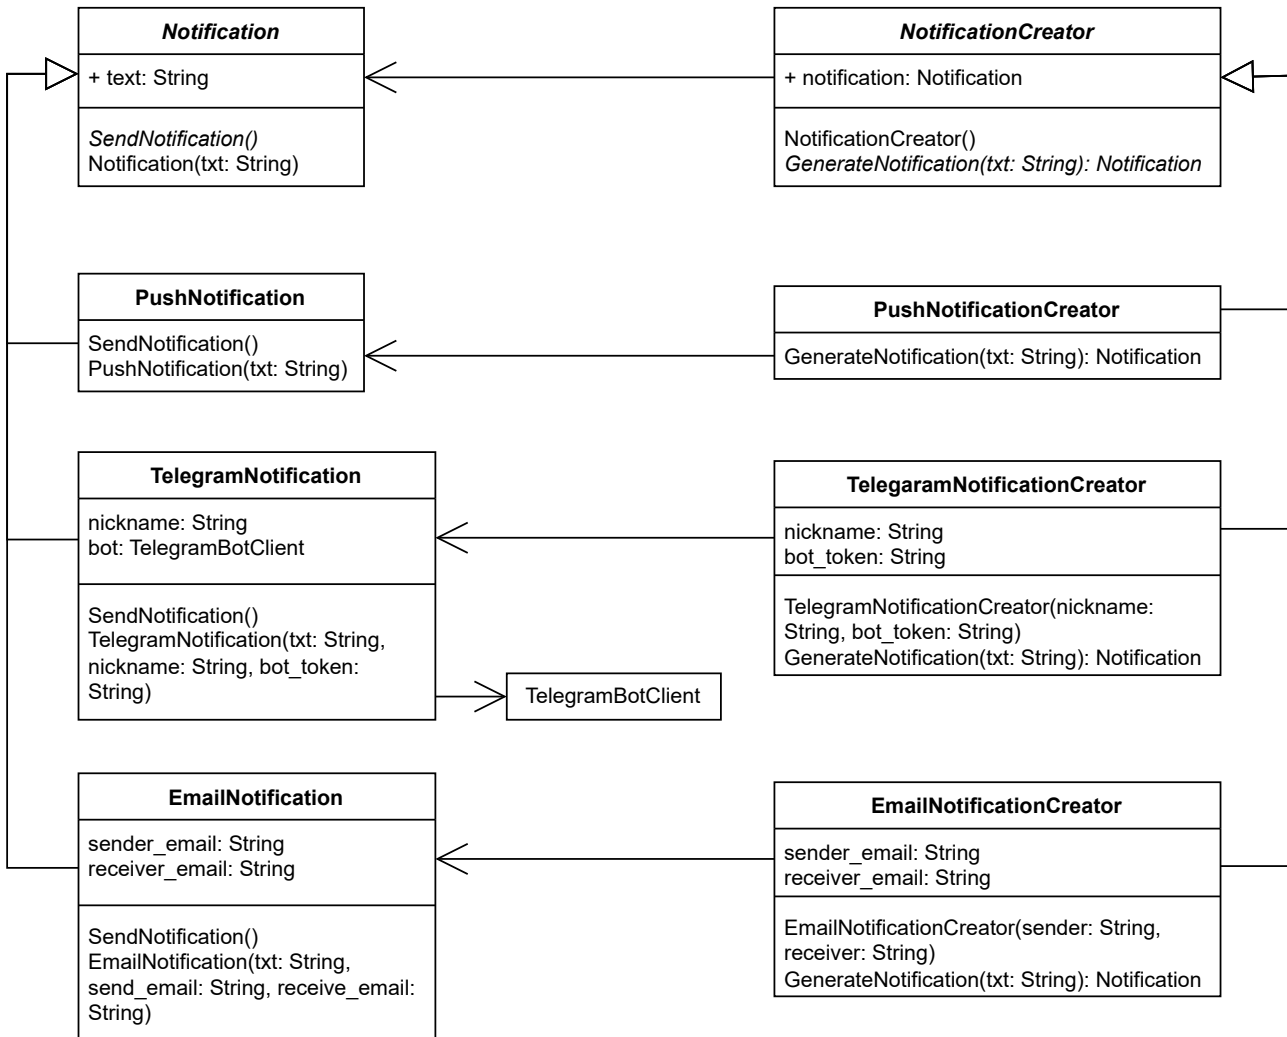 Notification
+ text: String
SendNotification()
Notification(txt: String)
NotificationCreator
+ notification: Notification
NotificationCreator()
GenerateNotification(txt: String): Notification
PushNotification
SendNotification()
PushNotification(txt: String)
PushNotificationCreator
GenerateNotification(txt: String): Notification
TelegramNotification
nickname: String
bot: TelegramBotClient
SendNotification()
TelegramNotification(txt: String,
nickname: String, bot_token:
String)
TelegaramNotificationCreator
nickname: String
bot_token: String
TelegramNotificationCreator(nickname:
String, bot_token: String)
GenerateNotification(txt: String): Notification
TelegramBotClient
EmailNotification
sender_email: String
receiver_email: String
SendNotification()
EmailNotification(txt: String,
send_email: String, receive_email:
String)
EmailNotificationCreator
sender_email: String
receiver_email: String
EmailNotificationCreator(sender: String,
receiver: String)
GenerateNotification(txt: String): Notification